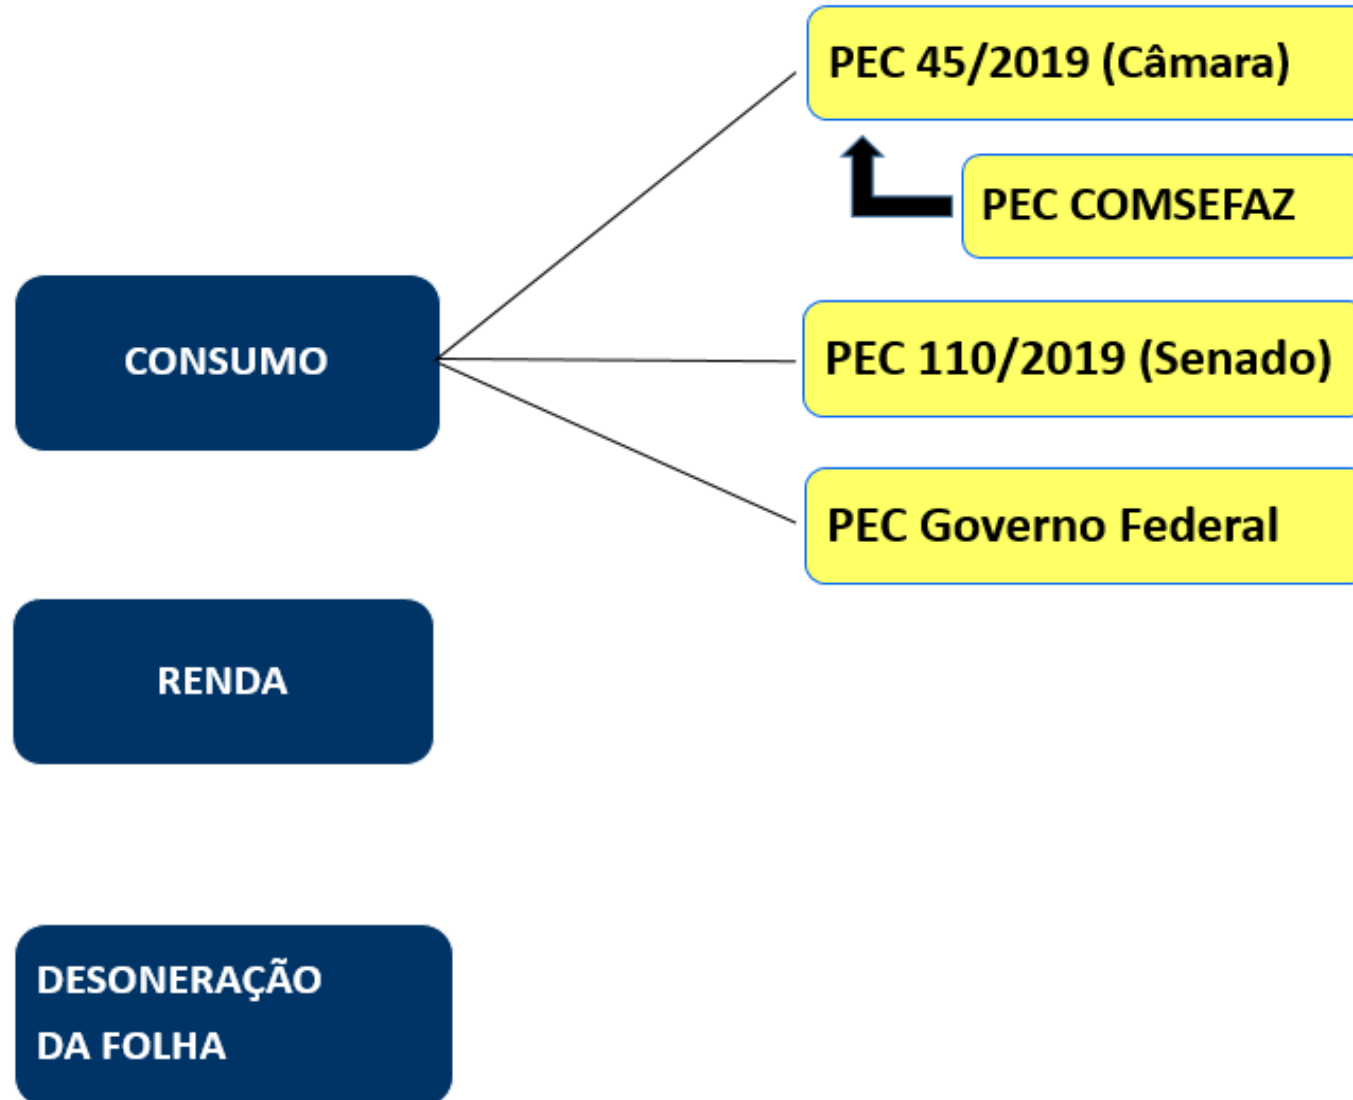 PEC 45/2019 (Câmara)
PEC COMSEFAZ
CONSUMO
PEC 110/2019 (Senado)
PEC Governo Federal
RENDA
DESONERAÇÃO
DA FOLHA